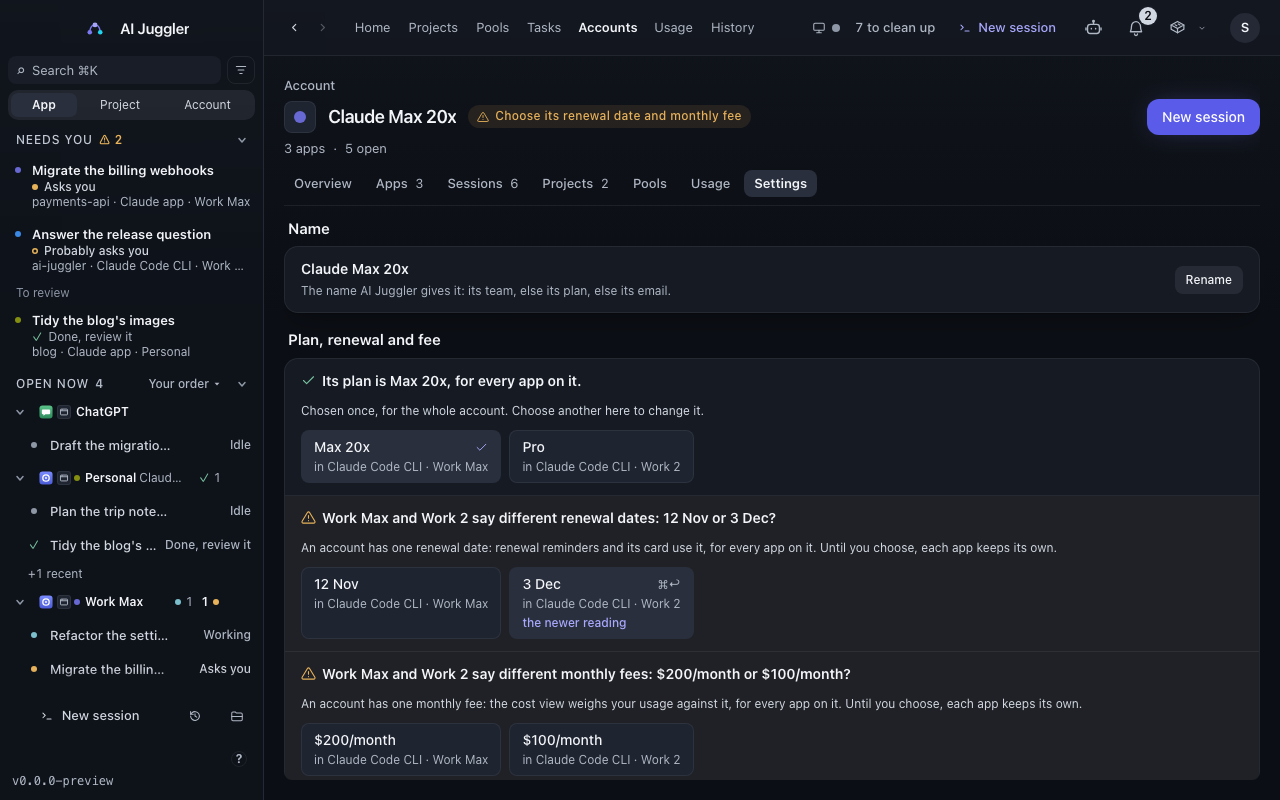 AI Juggler
Search ⌘K
App Project Account
NEEDS YOU 2
Migrate the billing webhooks
Asks you
payments-api · Claude app · Work Max
Answer the release question
Probably asks you
ai-juggler · Claude Code CLI · Work ...
To review
Tidy the blog's images
Done, review it
blog · Claude app · Personal
OPEN NOW 4 Your order
ChatGPT
Draft the migratio... Idle
Personal Claud... 1
Plan the trip note... Idle
Tidy the blog's ... Done, review it
+1 recent
Work Max 1 1
Refactor the setti... Working
Migrate the billin... Asks you
New session
?
v0.0.0-preview
Home Projects Pools Tasks Accounts Usage History
7 to clean up
New session
2
S
Account
Claude Max 20x
Choose its renewal date and monthly fee
New session
3 apps · 5 open
Overview Apps 3 Sessions 6 Projects 2 Pools Usage Settings
Name
Claude Max 20x
The name AI Juggler gives it: its team, else its plan, else its email.
Rename
Plan, renewal and fee
Its plan is Max 20x, for every app on it.
Chosen once, for the whole account. Choose another here to change it.
Max 20x
in Claude Code CLI · Work Max
Pro
in Claude Code CLI · Work 2
Work Max and Work 2 say different renewal dates: 12 Nov or 3 Dec?
An account has one renewal date: renewal reminders and its card use it, for every app on it. Until you choose, each app keeps its own.
12 Nov
in Claude Code CLI · Work Max
3 Dec ⌘↩
in Claude Code CLI · Work 2
the newer reading
Work Max and Work 2 say different monthly fees: $200/month or $100/month?
An account has one monthly fee: the cost view weighs your usage against it, for every app on it. Until you choose, each app keeps its own.
$200/month
in Claude Code CLI · Work Max
$100/month
in Claude Code CLI · Work 2